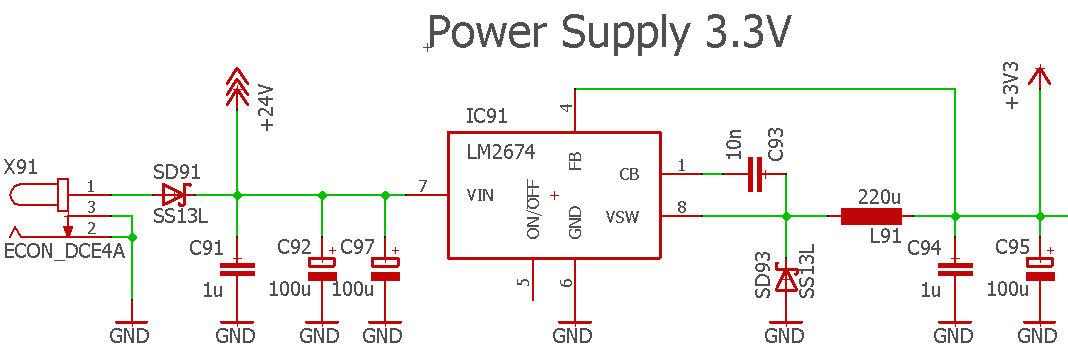 Power Supply 3.3V
+24V
+3V3
IC91
LM2674
4
FB
10n
C93
X91
1
3
2
ECON_DCE4A
SD91
SS13L
7
VIN
ON/OFF
GND
CB
VSW
1
8
220u
L91
C91
1u
C92
100u
C97
100u
5
6
SD93
SS13L
C94
1u
C95
100u
GND
GND
GND
GND
GND
GND
GND
GND